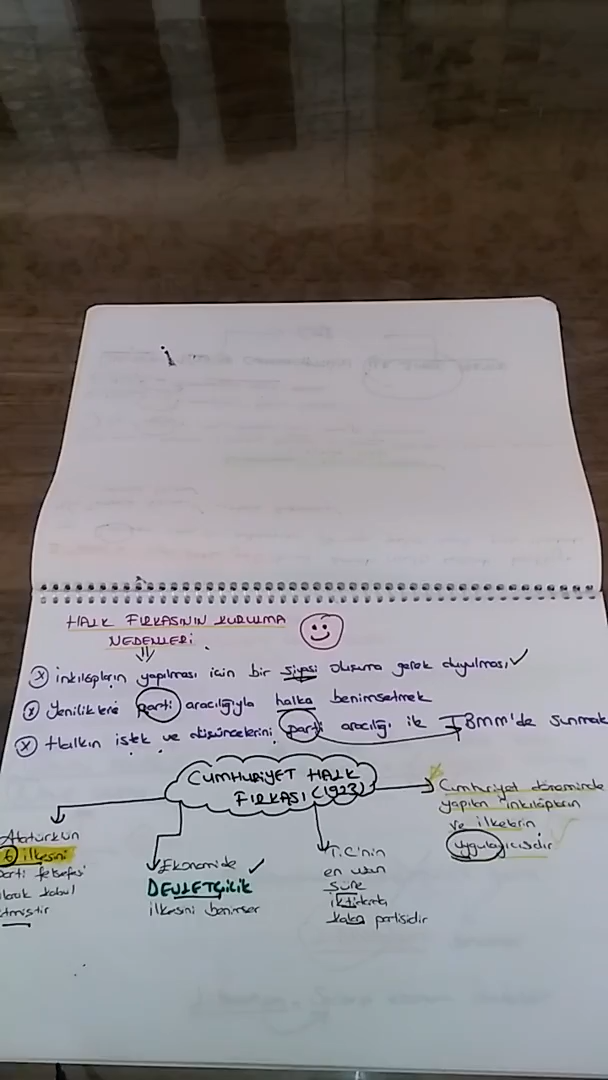 HALK FIRKASININ KURULMA
NEDENLERİ
inkılapların yapılması için bir siyasi oluşuma gerek duyulması
Yenilikleri parti aracılığıyla halka benimsetmek
Halkın istek ve düşüncelerini parti aracılığı ile TBMM'de sunmak
CUMHURİYET HALK
FIRKASI (1923)
Atatürkün
6 ilkesini
parti felsefesi
olarak kabul
etmiştir
Ekonomide
DEVLETÇİLİK
ilkesini benimser
T.C'nin
en uzun
süre
iktidarda
kalan partisidir
Cumhuriyet döneminde
yapılan inkılapların
ve ilkelerin
uygulayıcısıdır